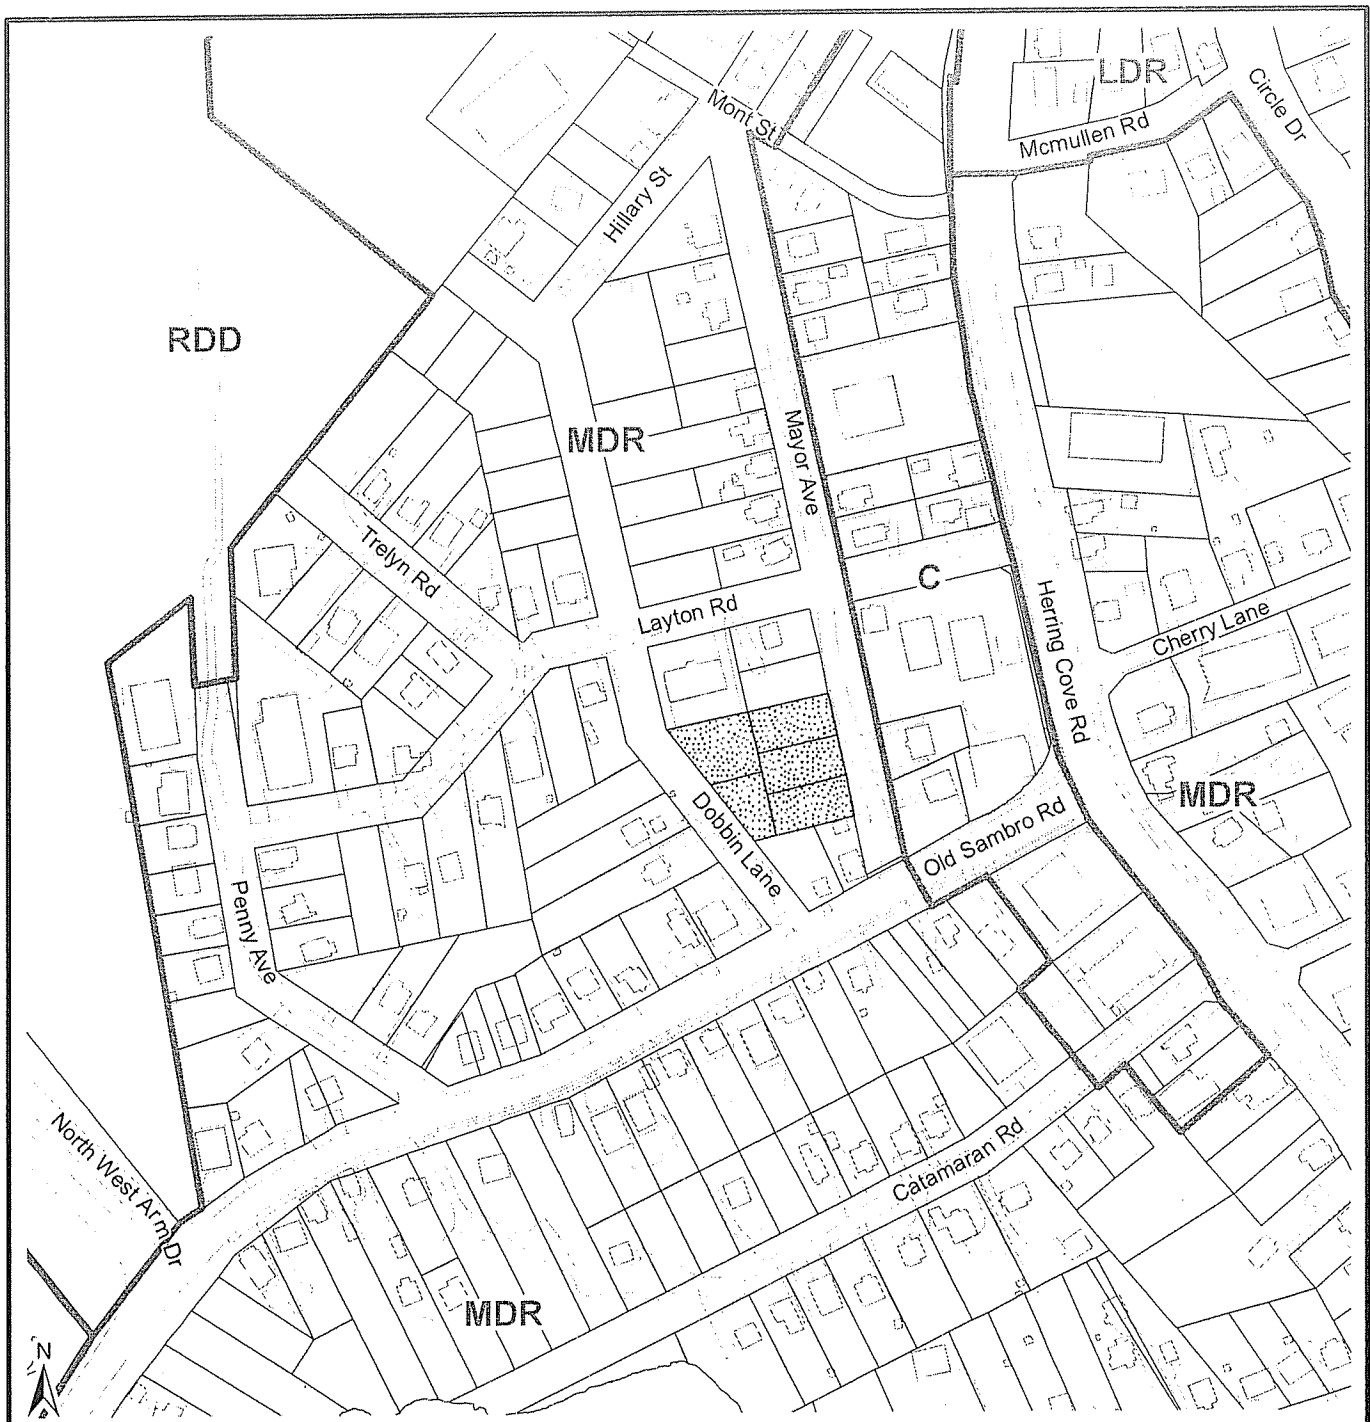 LDR
Circle Dr
Mont St
Mcmullen Rd
Hillary St
RDD
MDR
Mayor Ave
Trelyn Rd
C
Layton Rd
Herring Cove Rd
Cherry Lane
MDR
Dobbin Lane
Old Sambro Rd
Penny Ave
North West Arm Dr
Catamaran Rd
MDR
N